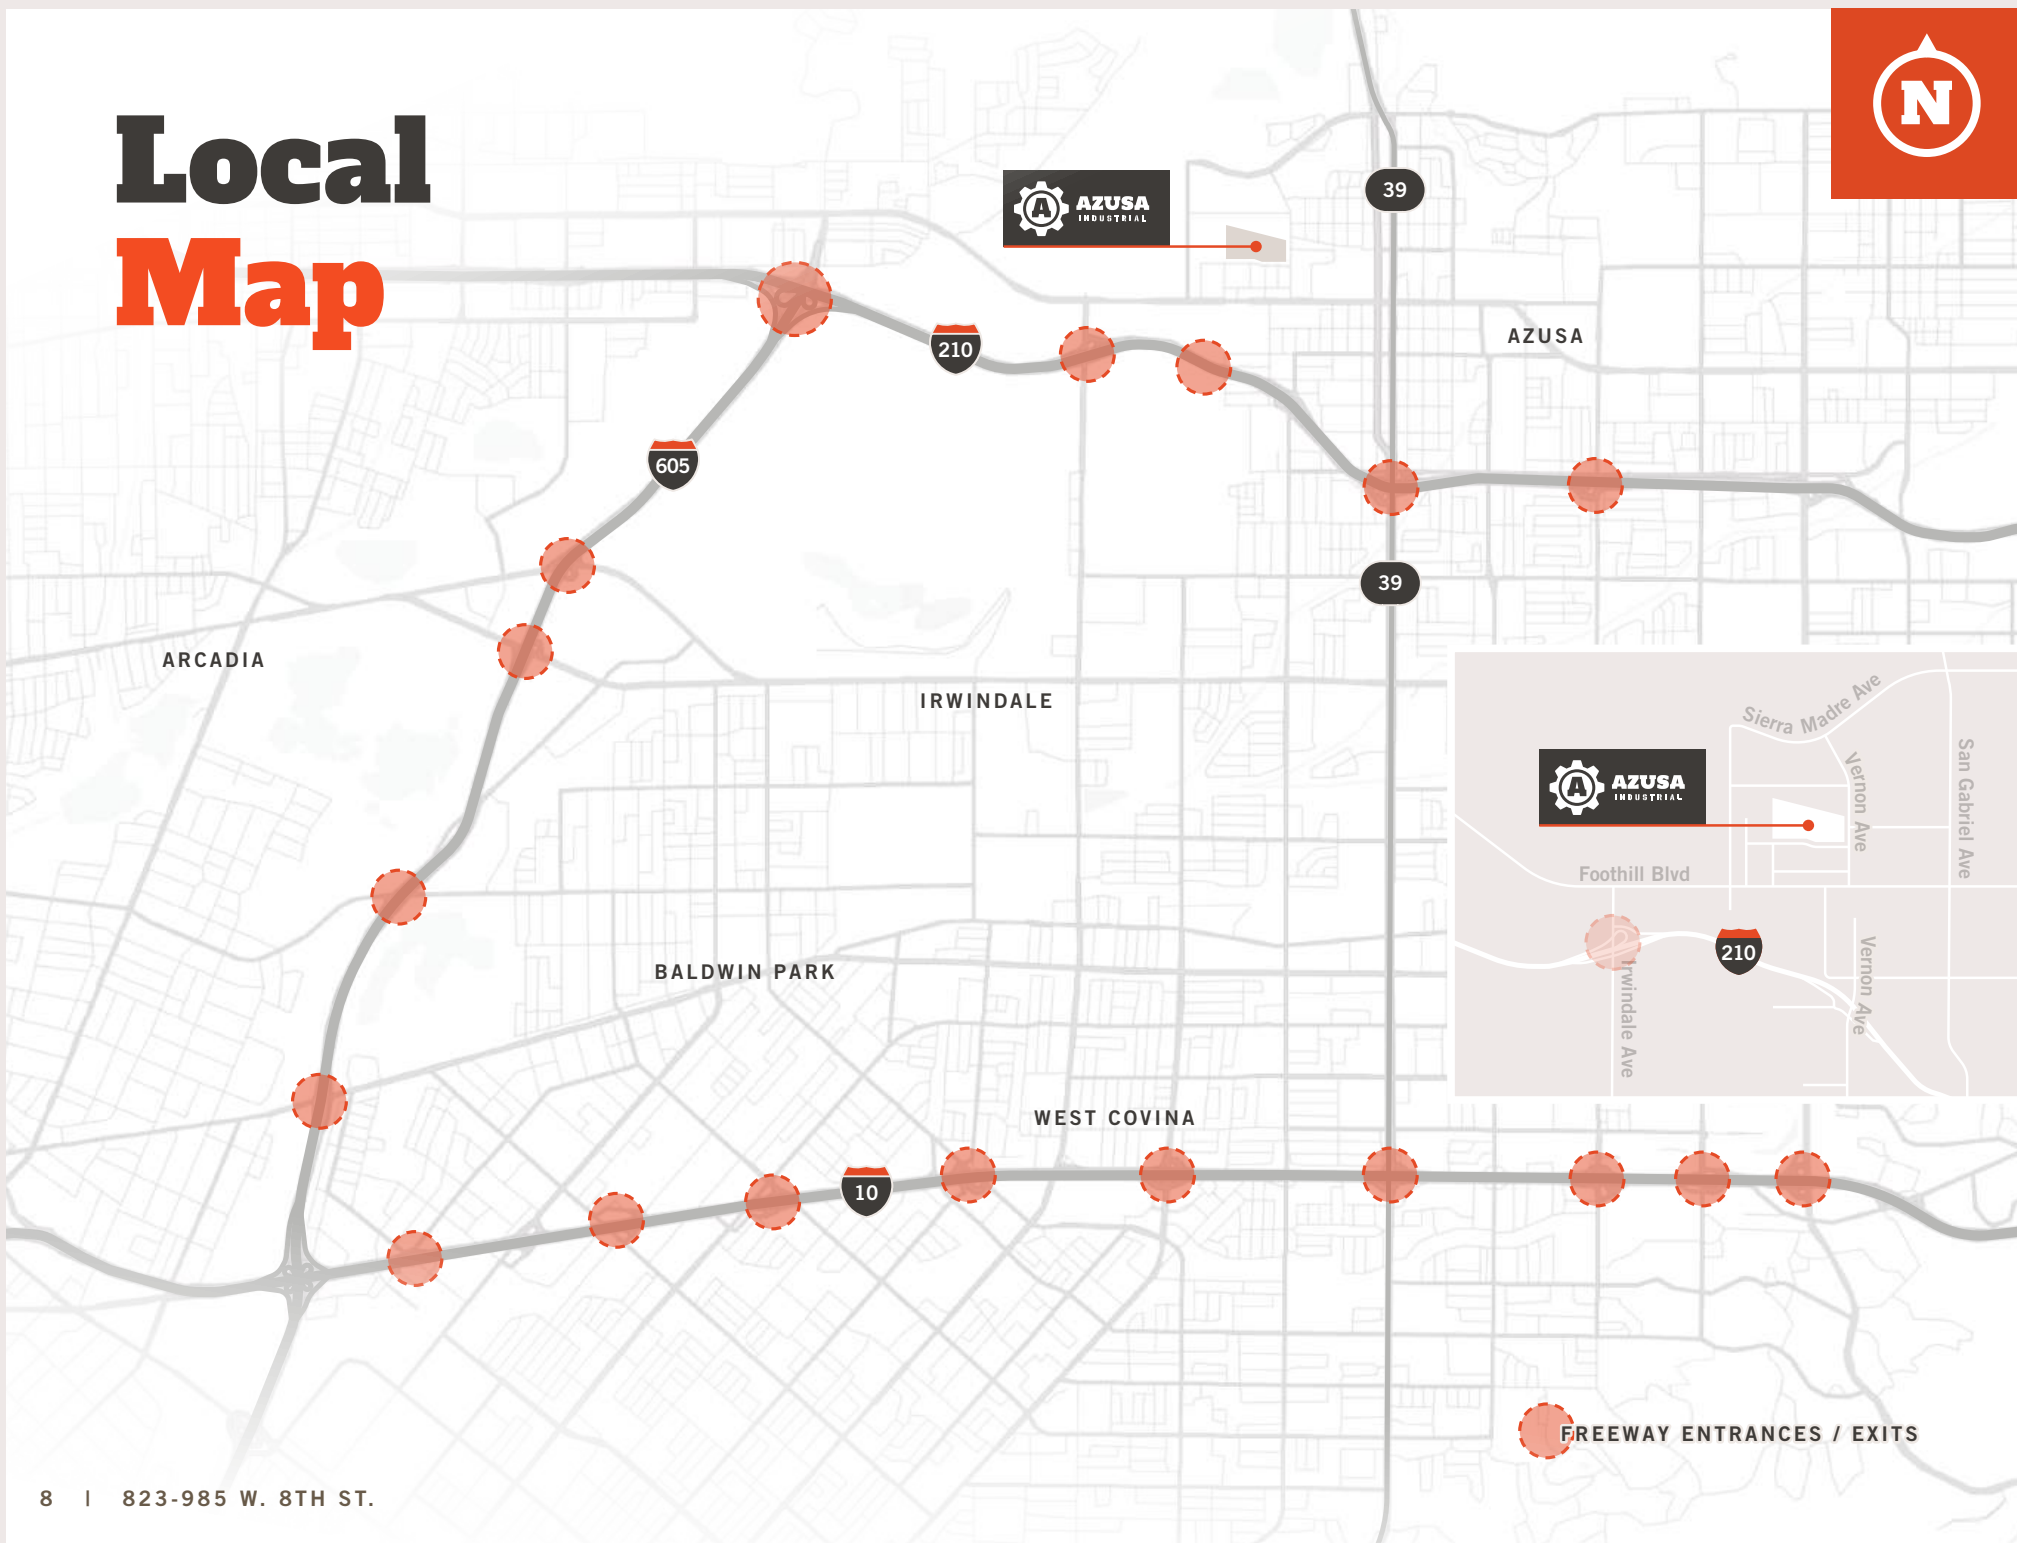 Local
Map
N
A
AZUSA
INDUSTRIAL
39
210
AZUSA
605
39
ARCADIA
IRWINDALE
Sierra Madre Ave
Vernon Ave
San Gabriel Ave
A
AZUSA
INDUSTRIAL
Foothill Blvd
210
Irwindale Ave
Vernon Ave
BALDWIN PARK
WEST COVINA
10
FREEWAY ENTRANCES / EXITS
8 | 823-985 W. 8TH ST.